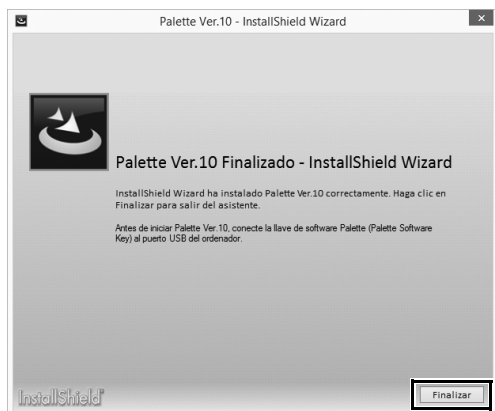 Palette Ver.10 - InstallShield Wizard
Palette Ver.10 Finalizado - InstallShield Wizard
InstallShield Wizard ha instalado Palette Ver.10 correctamente. Haga clic en
Finalizar para salir del asistente.
Antes de iniciar Palette Ver.10, conecte la llave de software Palette (Palette Software
Key) al puerto USB del ordenador.
InstallShield
Finalizar